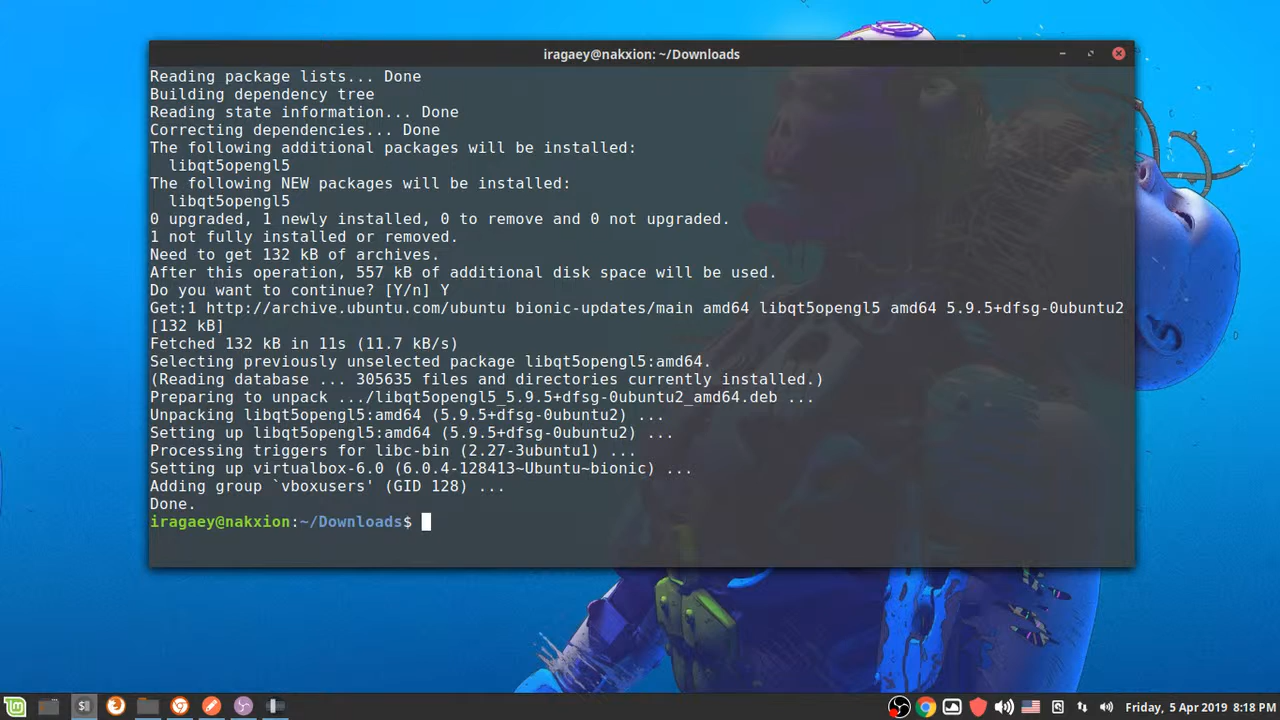 iragaey@nakxion: ~/Downloads
Reading package lists... Done
Building dependency tree
Reading state information... Done
Correcting dependencies... Done
The following additional packages will be installed:
  libqt5opengl5
The following NEW packages will be installed:
  libqt5opengl5
0 upgraded, 1 newly installed, 0 to remove and 0 not upgraded.
1 not fully installed or removed.
Need to get 132 kB of archives.
After this operation, 557 kB of additional disk space will be used.
Do you want to continue? [Y/n] Y
Get:1 http://archive.ubuntu.com/ubuntu bionic-updates/main amd64 libqt5opengl5 amd64 5.9.5+dfsg-0ubuntu2
[132 kB]
Fetched 132 kB in 11s (11.7 kB/s)
Selecting previously unselected package libqt5opengl5:amd64.
(Reading database ... 305635 files and directories currently installed.)
Preparing to unpack .../libqt5opengl5_5.9.5+dfsg-0ubuntu2_amd64.deb ...
Unpacking libqt5opengl5:amd64 (5.9.5+dfsg-0ubuntu2) ...
Setting up libqt5opengl5:amd64 (5.9.5+dfsg-0ubuntu2) ...
Processing triggers for libc-bin (2.27-3ubuntu1) ...
Setting up virtualbox-6.0 (6.0.4-128413~Ubuntu~bionic) ...
Adding group `vboxusers' (GID 128) ...
Done.
iragaey@nakxion:~/Downloads$
Friday, 5 Apr 2019 8:18 PM